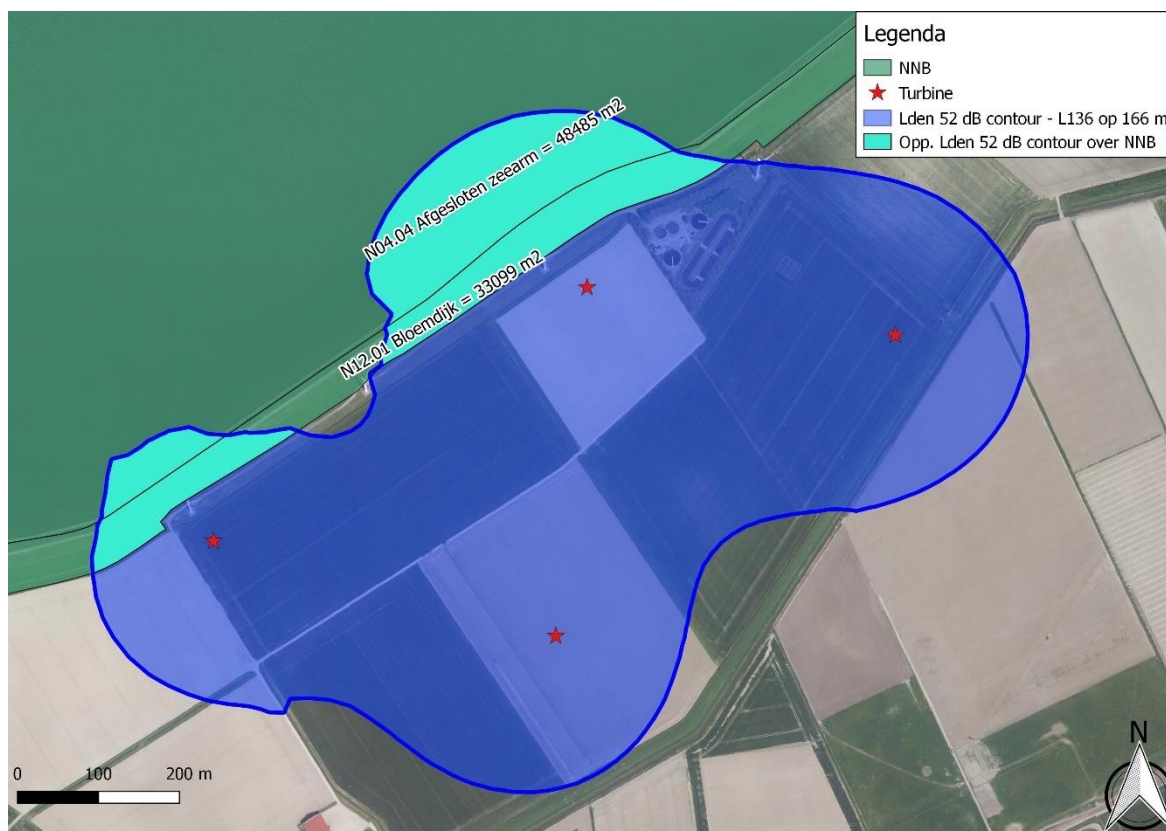 Legenda
NNB
Turbine
Lden 52 dB contour - L136 op 166 m
Opp. Lden 52 dB contour over NNB
N04.04 Afgesloten zeearm = 48485 m2
N12.01 Bloemdijk = 33099 m2
0 100 200 m
N